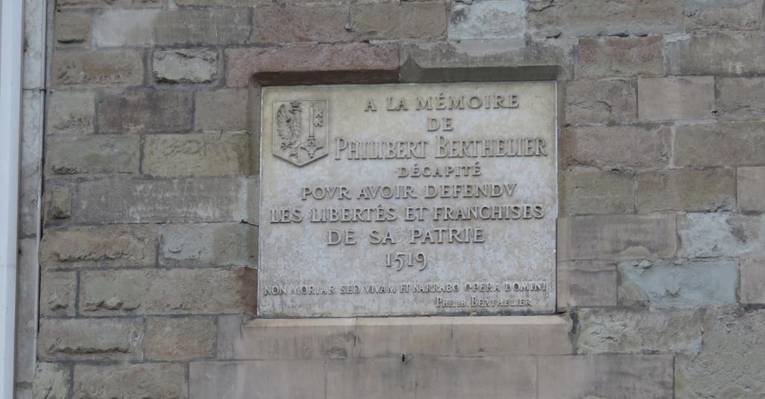 A LA MÉMOIRE
DE
PHILIBERT BERTHELIER
DÉCAPITÉ
POVR AVOIR DEFENDV
LES LIBERTÉS ET FRANCHISES
DE SA PATRIE
1519
NON MORIAR SED VIVAM ET NARRABO OPERA DOMINI
PHILIB. BERTHELIER